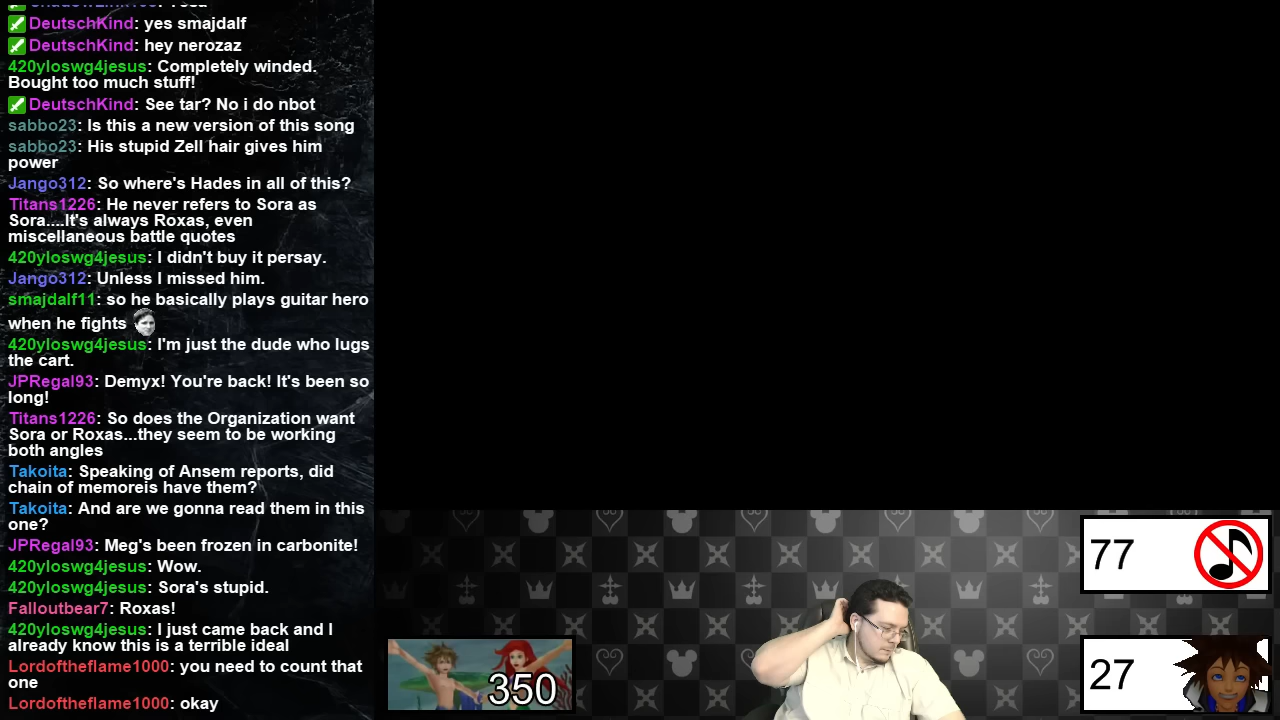 DeutschKind: yes smajdalf
DeutschKind: hey nerozaz
420yloswg4jesus: Completely winded.
Bought too much stuff!
DeutschKind: See tar? No i do nbot
sabbo23: Is this a new version of this song
sabbo23: His stupid Zell hair gives him
power
Jango312: So where's Hades in all of this?
Titans1226: He never refers to Sora as
Sora....It's always Roxas, even
miscellaneous battle quotes
420yloswg4jesus: I didn't buy it persay.
Jango312: Unless I missed him.
smajdalf11: so he basically plays guitar hero
when he fights
420yloswg4jesus: I'm just the dude who lugs
the cart.
JPRegal93: Demyx! You're back! It's been so
long!
Titans1226: So does the Organization want
Sora or Roxas...they seem to be working
both angles
Takoita: Speaking of Ansem reports, did
chain of memoreis have them?
Takoita: And are we gonna read them in this
one?
JPRegal93: Meg's been frozen in carbonite!
420yloswg4jesus: Wow.
420yloswg4jesus: Sora's stupid.
Falloutbear7: Roxas!
420yloswg4jesus: I just came back and I
already know this is a terrible ideal
Lordoftheflame1000: you need to count that
one
Lordoftheflame1000: okay
77
350
27